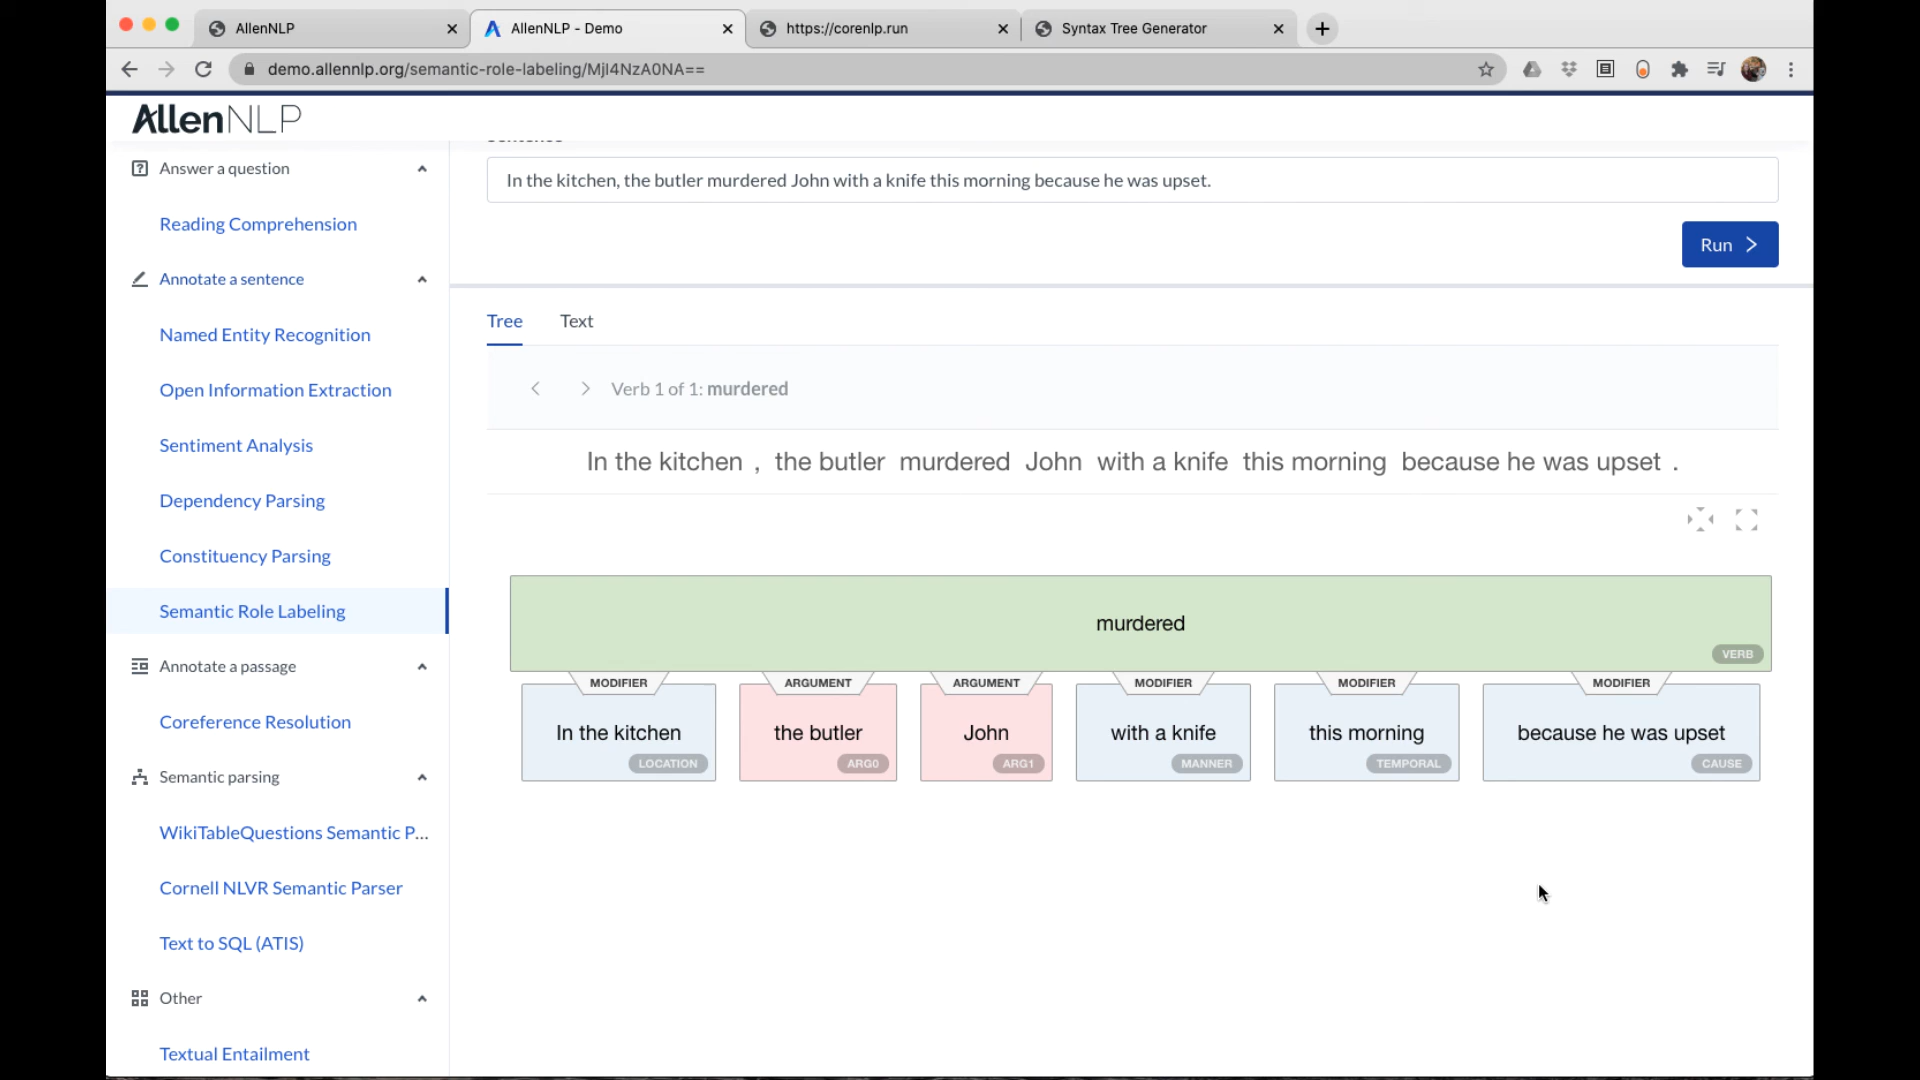 AllenNLP
AllenNLP - Demo
https://corenlp.run
Syntax Tree Generator
demo.allennlp.org/semantic-role-labeling/MjI4NzA0NA==
AllenNLP
Answer a question
Reading Comprehension
Annotate a sentence
Named Entity Recognition
Open Information Extraction
Sentiment Analysis
Dependency Parsing
Constituency Parsing
Semantic Role Labeling
Annotate a passage
Coreference Resolution
Semantic parsing
WikiTableQuestions Semantic P...
Cornell NLVR Semantic Parser
Text to SQL (ATIS)
Other
Textual Entailment
In the kitchen, the butler murdered John with a knife this morning because he was upset.
Run
Tree Text
Verb 1 of 1: murdered
In the kitchen , the butler murdered John with a knife this morning because he was upset .
murdered
VERB
MODIFIER ARGUMENT ARGUMENT MODIFIER MODIFIER MODIFIER
In the kitchen the butler John with a knife this morning because he was upset
LOCATION ARG0 ARG1 MANNER TEMPORAL CAUSE